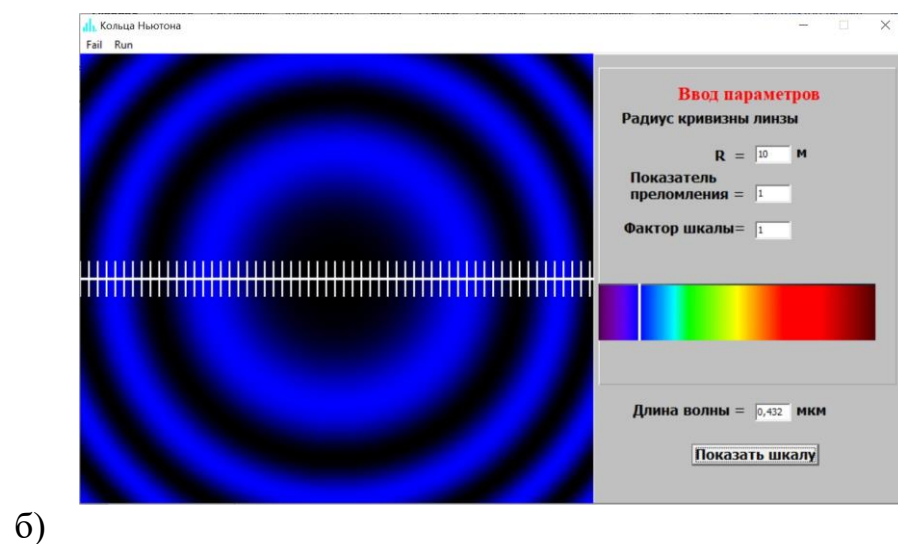 Кольца Ньютона
Fail Run
Ввод параметров
Радиус кривизны линзы
R = 10 м
Показатель
преломления = 1
Фактор шкалы= 1
Длина волны = 0,432 мкм
Показать шкалу
б)